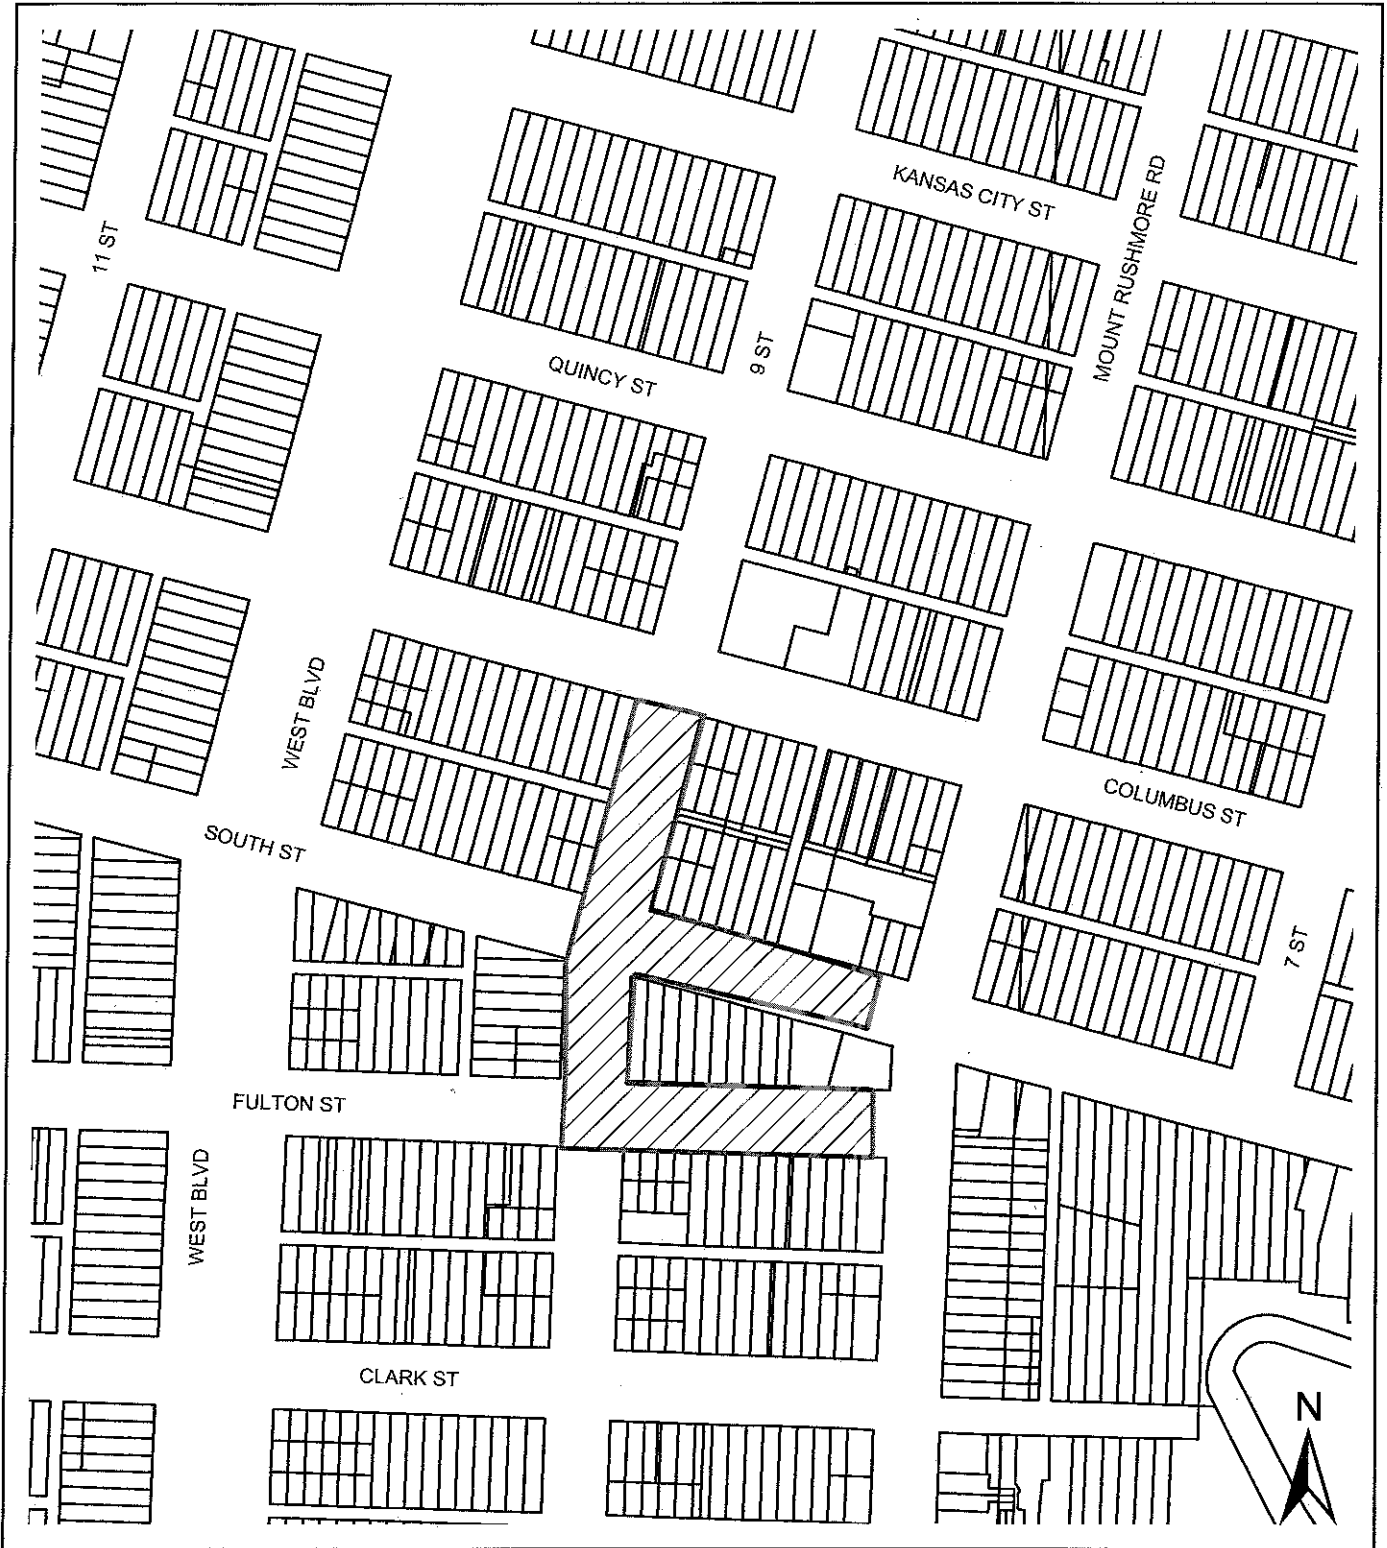 KANSAS CITY ST
MOUNT RUSHMORE RD
11 ST
9 ST
QUINCY ST
WEST BLVD
COLUMBUS ST
SOUTH ST
7 ST
FULTON ST
WEST BLVD
CLARK ST
N